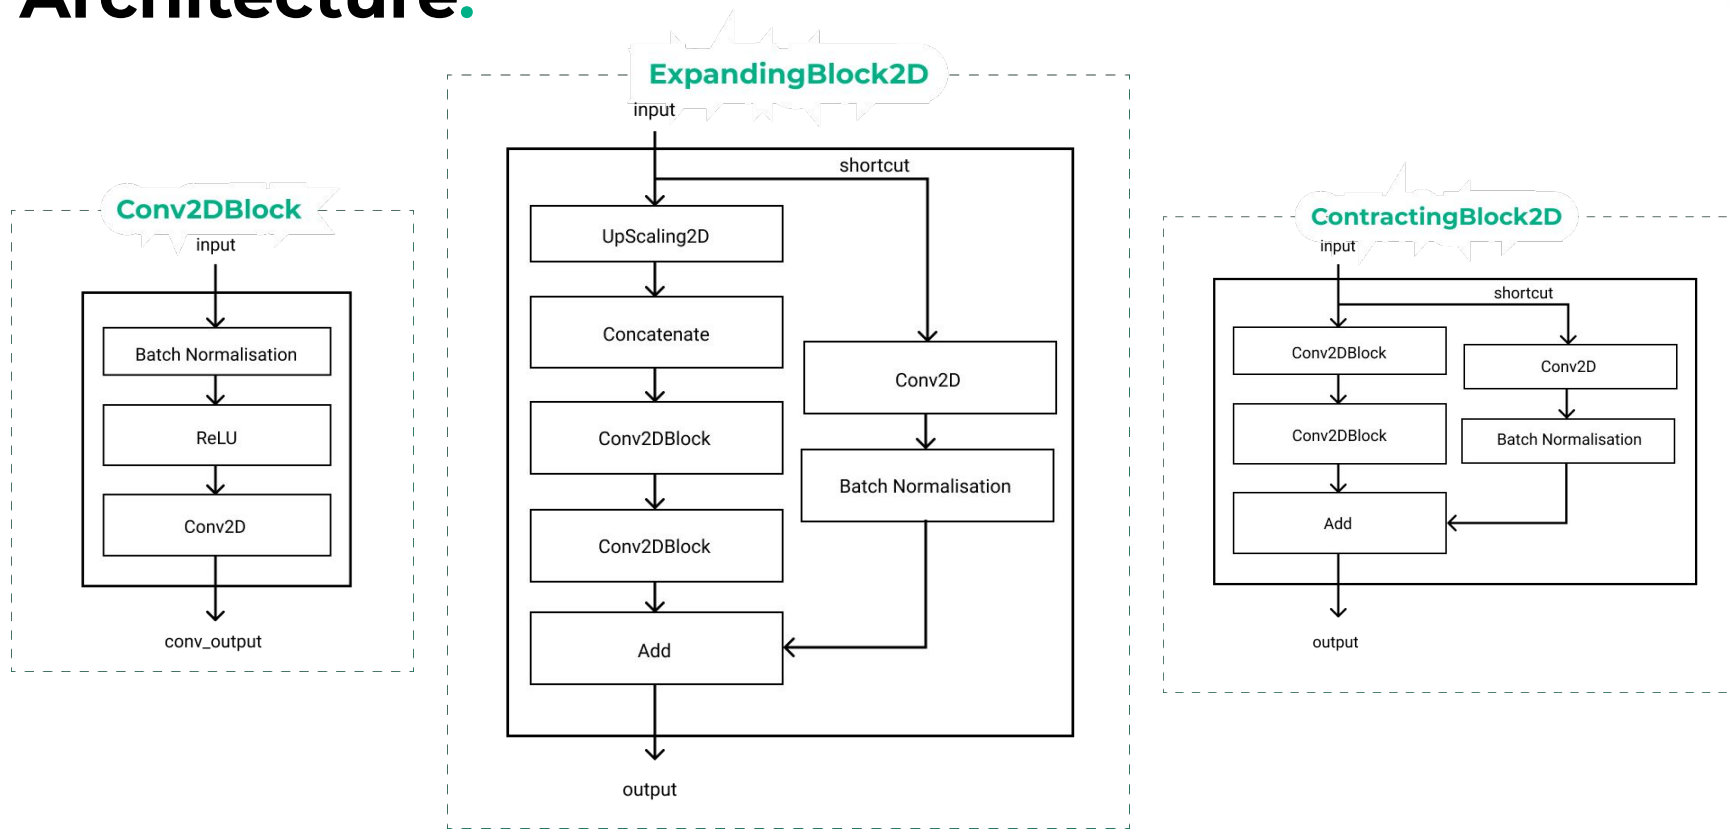 Architecture.
Conv2DBlock
input
Batch Normalisation
ReLU
Conv2D
conv_output
ExpandingBlock2D
input
shortcut
UpScaling2D
Concatenate
Conv2DBlock
Conv2DBlock
Add
Conv2D
Batch Normalisation
output
ContractingBlock2D
input
shortcut
Conv2DBlock
Conv2DBlock
Add
Conv2D
Batch Normalisation
output